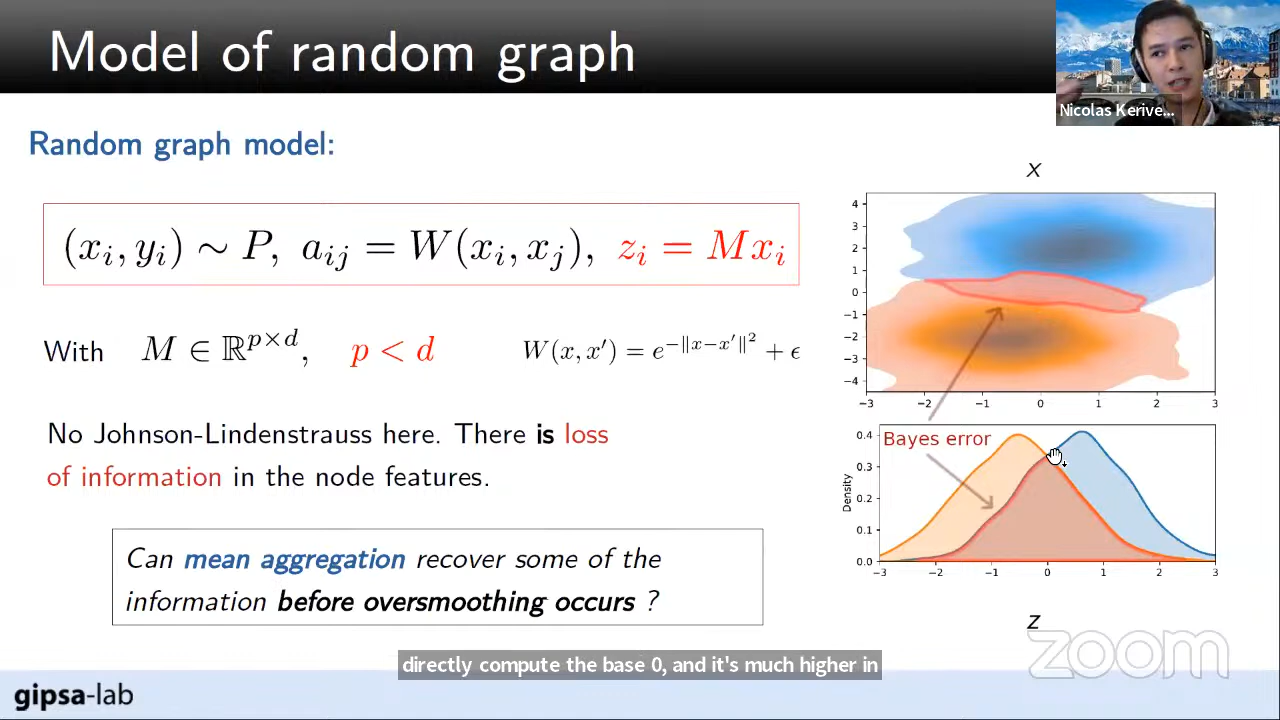 Model of random graph
Nicolas Kerive...
Random graph model:
(x_i, y_i) ∼ P, a_{ij} = W(x_i, x_j), z_i = Mx_i
With M ∈ ℝ^{p×d}, p < d W(x, x′) = e^{−‖x−x′‖²} + ϵ
No Johnson-Lindenstrauss here. There is loss
of information in the node features.
Can mean aggregation recover some of the
information before oversmoothing occurs ?
x
4
3
2
1
0
−1
−2
−3
−4
−3 −2 −1 0 1 2 3
Bayes error
Density
0.4
0.3
0.2
0.1
0.0
−3 −2 −1 0 1 2 3
z
zoom
directly compute the base 0, and it's much higher in
gipsa-lab